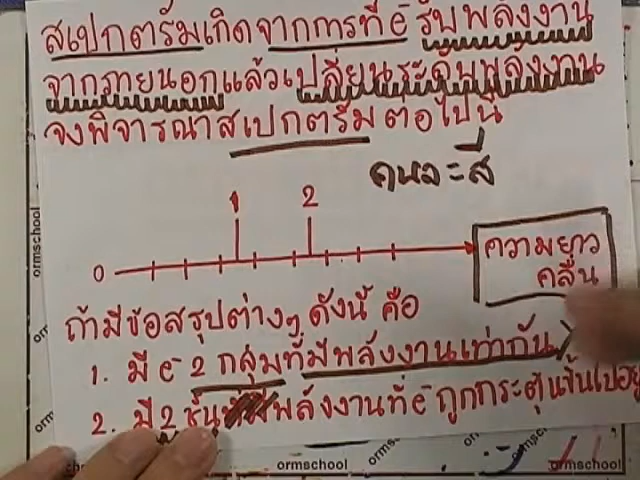 สเปกตรัมเกิดจากการที่ e⁻ รับพลังงาน
จากภายนอกแล้วเปลี่ยนระดับพลังงาน
จงพิจารณาสเปกตรัมต่อไปนี้
คนละสี
1 2
0
ความยาว
คลื่น
ถ้ามีข้อสรุปต่างๆ ดังนี้ คือ
1. มี e⁻ 2 กลุ่มที่มีพลังงานเท่ากัน
2. มี 2 ชั้นพลังงานที่ e⁻ ถูกกระตุ้นขึ้นไปอยู่
ormschool
ormschool
ormschool
ormschool
ormschool